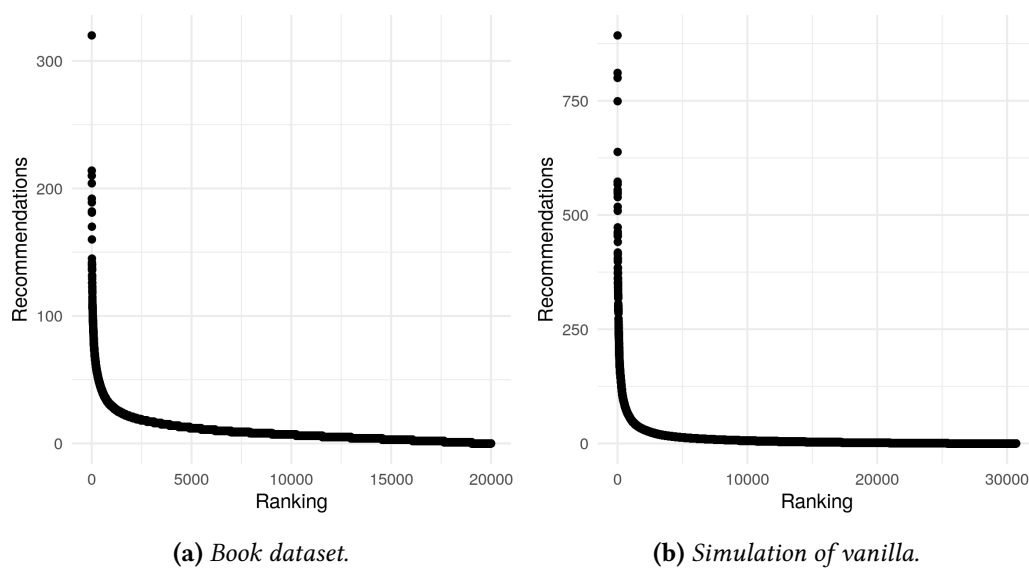 300
200
100
0
Recommendations
0 5000 10000 15000 20000
Ranking
(a) Book dataset.
750
500
250
0
Recommendations
0 10000 20000 30000
Ranking
(b) Simulation of vanilla.